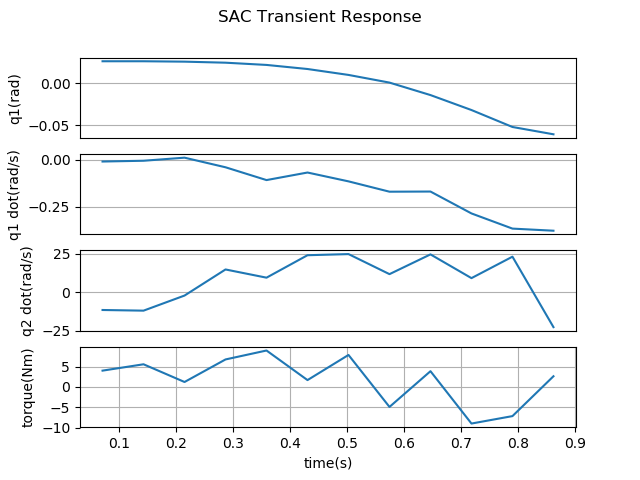 SAC Transient Response
q1(rad)
0.00
−0.05
q1 dot(rad/s)
0.00
−0.25
q2 dot(rad/s)
25
0
−25
torque(Nm)
5
0
−5
−10
0.1 0.2 0.3 0.4 0.5 0.6 0.7 0.8 0.9
time(s)